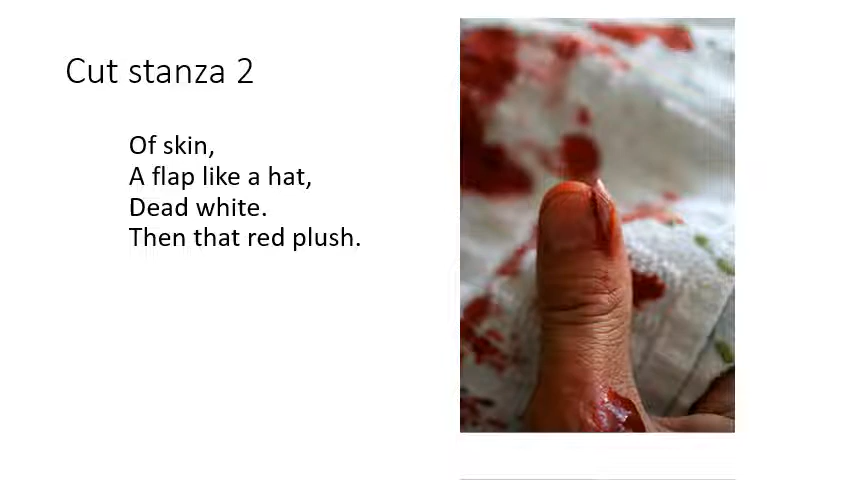 Cut stanza 2
Of skin,
A flap like a hat,
Dead white.
Then that red plush.